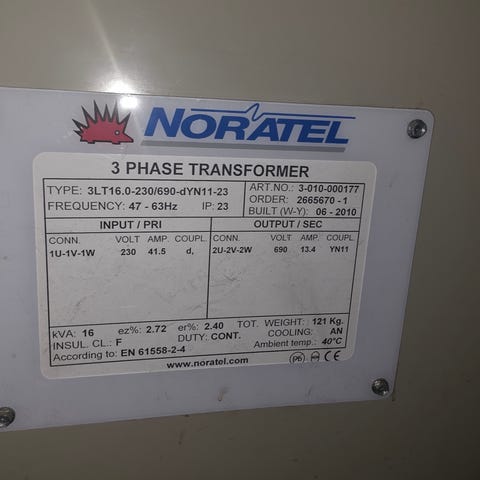 NORATEL
3 PHASE TRANSFORMER
TYPE: 3LT16.0-230/690-dYN11-23
ART.NO.: 3-010-000177
FREQUENCY: 47 - 63Hz IP: 23
ORDER: 2665670 - 1
BUILT (W-Y): 06 - 2010
INPUT / PRI
OUTPUT / SEC
CONN. VOLT AMP. COUPL.
CONN. VOLT AMP. COUPL.
1U-1V-1W 230 41.5 d,
2U-2V-2W 690 13.4 YN11
kVA: 16 ez%: 2.72 er%: 2.40 TOT. WEIGHT: 121 Kg.
INSUL. CL.: F DUTY: CONT. COOLING: AN
According to: EN 61558-2-4 Ambient temp.: 40°C
www.noratel.com
CE